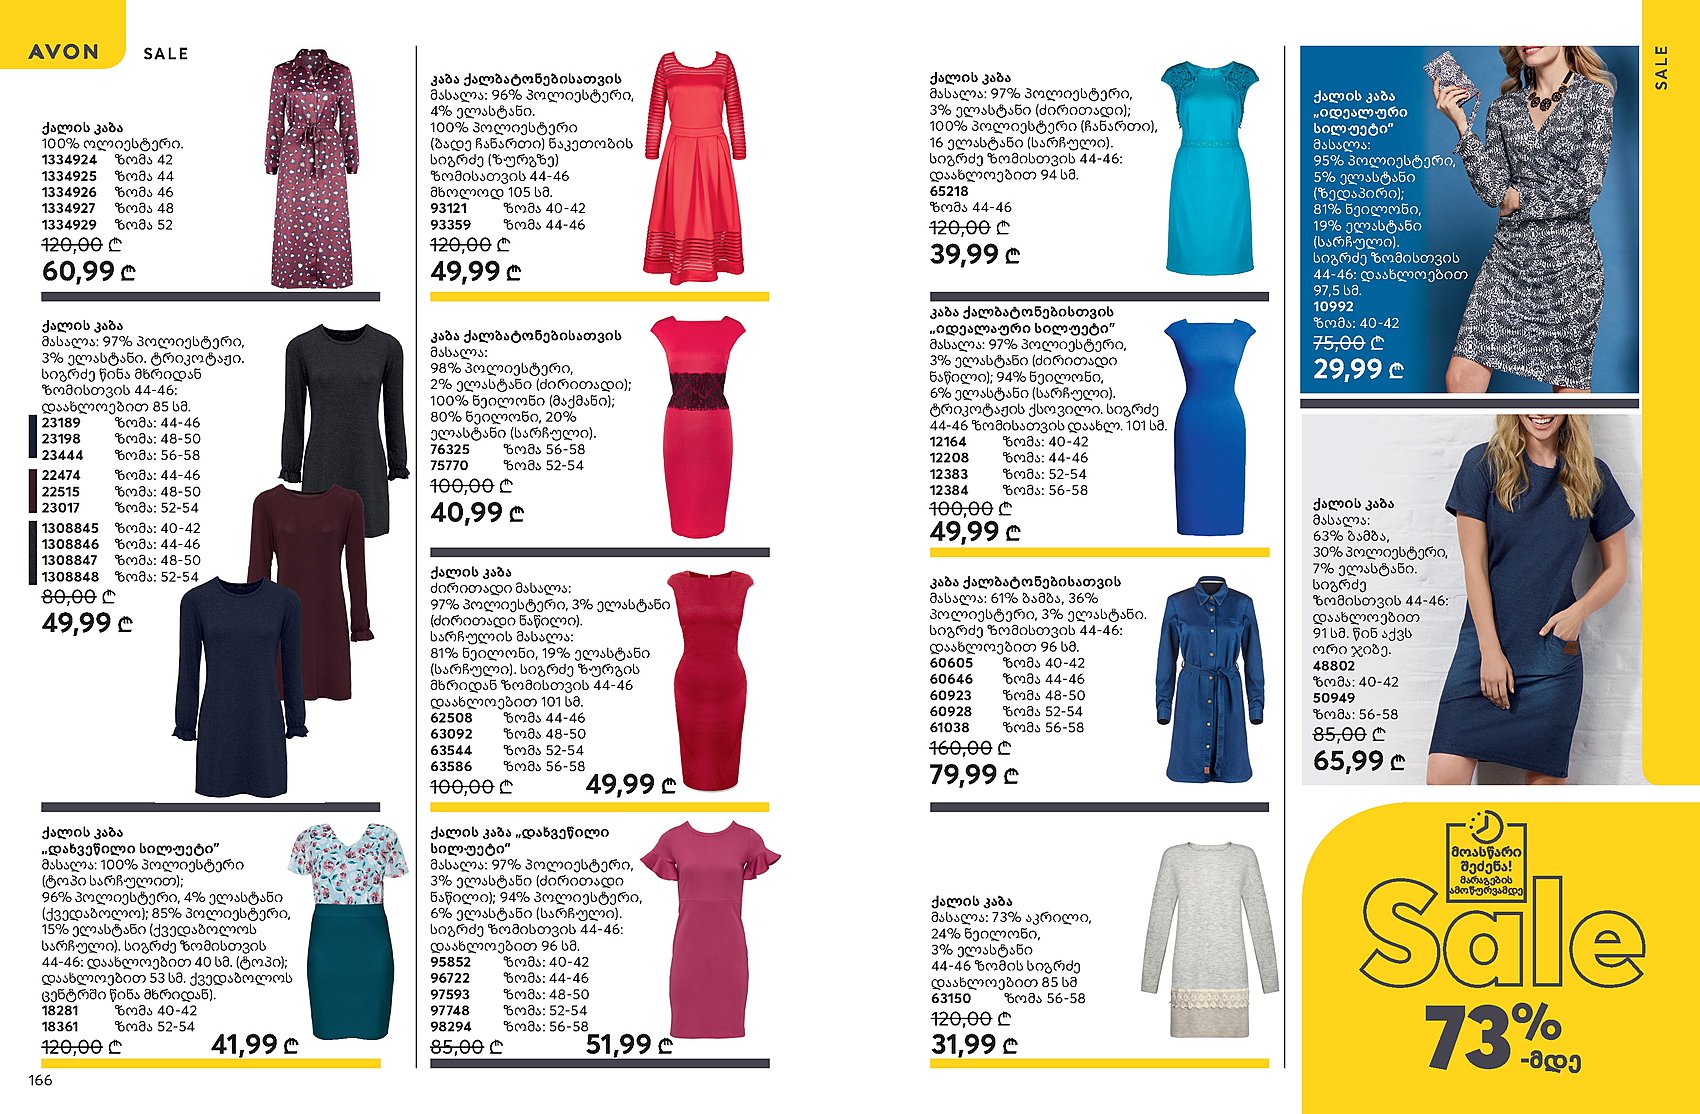 AVON
SALE
ქალის კაბა
100% ოლიესტერი.
1334924 ზომა 42
1334925 ზომა 44
1334926 ზომა 46
1334927 ზომა 48
1334929 ზომა 52
120,00 ₾
60,99 ₾
ქალის კაბა
მასალა: 97% პოლიესტერი,
3% ელასტანი. ტრიკოტაჟი.
სიგრძე წინა მხრიდან
ზომისთვის 44-46:
დაახლოებით 85 სმ.
23189 ზომა: 44-46
23198 ზომა: 48-50
23444 ზომა: 56-58
22474 ზომა: 44-46
22515 ზომა: 48-50
23017 ზომა: 52-54
1308845 ზომა: 40-42
1308846 ზომა: 44-46
1308847 ზომა: 48-50
1308848 ზომა: 52-54
80,00 ₾
49,99 ₾
ქალის კაბა
„დახვეწილი სილუეტი”
მასალა: 100% პოლიესტერი
(ტოპი სარჩულით);
96% პოლიესტერი, 4% ელასტანი
(ქვედაბოლო); 85% პოლიესტერი,
15% ელასტანი (ქვედაბოლოს
სარჩული). სიგრძე ზომისთვის
44-46: დაახლოებით 40 სმ. (ტოპი);
დაახლოებით 53 სმ. ქვედაბოლოს
ცენტრში წინა მხრიდან).
18281 ზომა 40-42
18361 ზომა 52-54
120,00 ₾ 41,99 ₾
166
კაბა ქალბატონებისათვის
მასალა: 96% პოლიესტერი,
4% ელასტანი.
100% პოლიესტერი
(ბადე ჩანართი) ნაკეთობის
სიგრძე (ზურგზე)
ზომისათვის 44-46
მხოლოდ 105 სმ.
93121 ზომა 40-42
93359 ზომა 44-46
120,00 ₾
49,99 ₾
კაბა ქალბატონებისათვის
მასალა:
98% პოლიესტერი,
2% ელასტანი (ძირითადი);
100% ნეილონი (მაქმანი);
80% ნეილონი, 20%
ელასტანი (სარჩული).
76325 ზომა 56-58
75770 ზომა 52-54
100,00 ₾
40,99 ₾
ქალის კაბა
ძირითადი მასალა:
97% პოლიესტერი, 3% ელასტანი
(ძირითადი ნაწილი).
სარჩულის მასალა:
81% ნეილონი, 19% ელასტანი
(სარჩული). სიგრძე ზურგის
მხრიდან ზომისთვის 44-46
დაახლოებით 101 სმ.
62508 ზომა 44-46
63092 ზომა 48-50
63544 ზომა 52-54
63586 ზომა 56-58
100,00 ₾ 49,99 ₾
ქალის კაბა „დახვეწილი
სილუეტი”
მასალა: 97% პოლიესტერი,
3% ელასტანი (ძირითადი
ნაწილი); 94% პოლიესტერი,
6% ელასტანი (სარჩული).
სიგრძე ზომისთვის 44-46:
დაახლოებით 96 სმ.
95852 ზომა: 40-42
96722 ზომა: 44-46
97593 ზომა: 48-50
97748 ზომა: 52-54
98294 ზომა: 56-58
85,00 ₾ 51,99 ₾
ქალის კაბა
მასალა: 97% პოლიესტერი,
3% ელასტანი (ძირითადი);
100% პოლიესტერი (ჩანართი),
16 ელასტანი (სარჩული).
სიგრძე ზომისთვის 44-46:
დაახლოებით 94 სმ.
65218
ზომა 44-46
120,00 ₾
39,99 ₾
კაბა ქალბატონებისთვის
„იდეალაური სილუეტი”
მასალა: 97% პოლიესტერი,
3% ელასტანი (ძირითადი
ნაწილი); 94% ნეილონი,
6% ელასტანი (სარჩული).
ტრიკოტაჟის ქსოვილი. სიგრძე
44-46 ზომისათვის დაახლ. 101 სმ.
12164 ზომა: 40-42
12208 ზომა: 44-46
12383 ზომა: 52-54
12384 ზომა: 56-58
100,00 ₾
49,99 ₾
კაბა ქალბატონებისათვის
მასალა: 61% ბამბა, 36%
პოლიესტერი, 3% ელასტანი.
სიგრძე ზომისთვის 44-46:
დაახლოებით 96 სმ.
60605 ზომა 40-42
60646 ზომა 44-46
60923 ზომა 48-50
60928 ზომა 52-54
61038 ზომა 56-58
160,00 ₾
79,99 ₾
ქალის კაბა
მასალა: 73% აკრილი,
24% ნეილონი,
3% ელასტანი
44-46 ზომის სიგრძე
დაახლოებით 85 სმ
63150 ზომა 56-58
120,00 ₾
31,99 ₾
SALE
ქალის კაბა
„იდეალური
სილუეტი”
მასალა:
95% პოლიესტერი,
5% ელასტანი
(ზედაპირი);
81% ნეილონი,
19% ელასტანი
(სარჩული).
სიგრძე ზომისთვის
44-46: დაახლოებით
97,5 სმ.
10992
ზომა: 40-42
75,00 ₾
29,99 ₾
ქალის კაბა
მასალა:
63% ბამბა,
30% პოლიესტერი,
7% ელასტანი.
სიგრძე
ზომისთვის 44-46:
დაახლოებით
91 სმ. წინ აქვს
ორი ჯიბე.
48802
ზომა: 40-42
50949
ზომა: 56-58
85,00 ₾
65,99 ₾
მოასწარი
შეძენა!
მარაგების
ამოწურვამდე
Sale
73%
-მდე